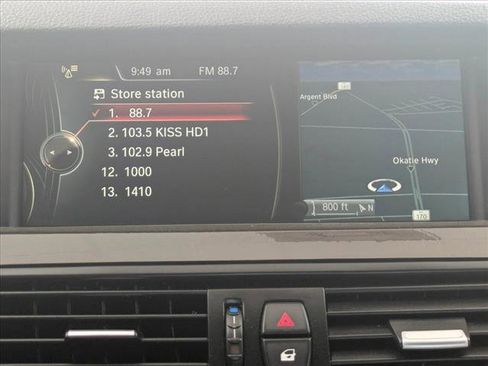 9:49 am FM 88.7
Store station
1. 88.7
2. 103.5 KISS HD1
3. 102.9 Pearl
12. 1000
13. 1410
Argent Blvd
Okatie Hwy
800 ft N
170